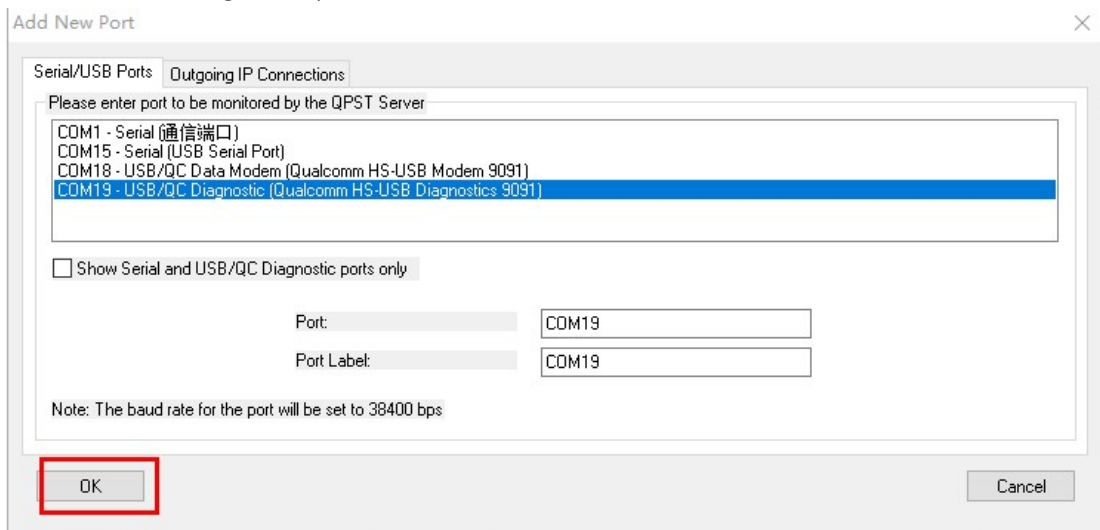 Add New Port
Serial/USB Ports Outgoing IP Connections
Please enter port to be monitored by the QPST Server
COM1 - Serial (通信端口)
COM15 - Serial (USB Serial Port)
COM18 - USB/QC Data Modem (Qualcomm HS-USB Modem 9091)
COM19 - USB/QC Diagnostic (Qualcomm HS-USB Diagnostics 9091)
Show Serial and USB/QC Diagnostic ports only
Port: COM19
Port Label: COM19
Note: The baud rate for the port will be set to 38400 bps
OK Cancel